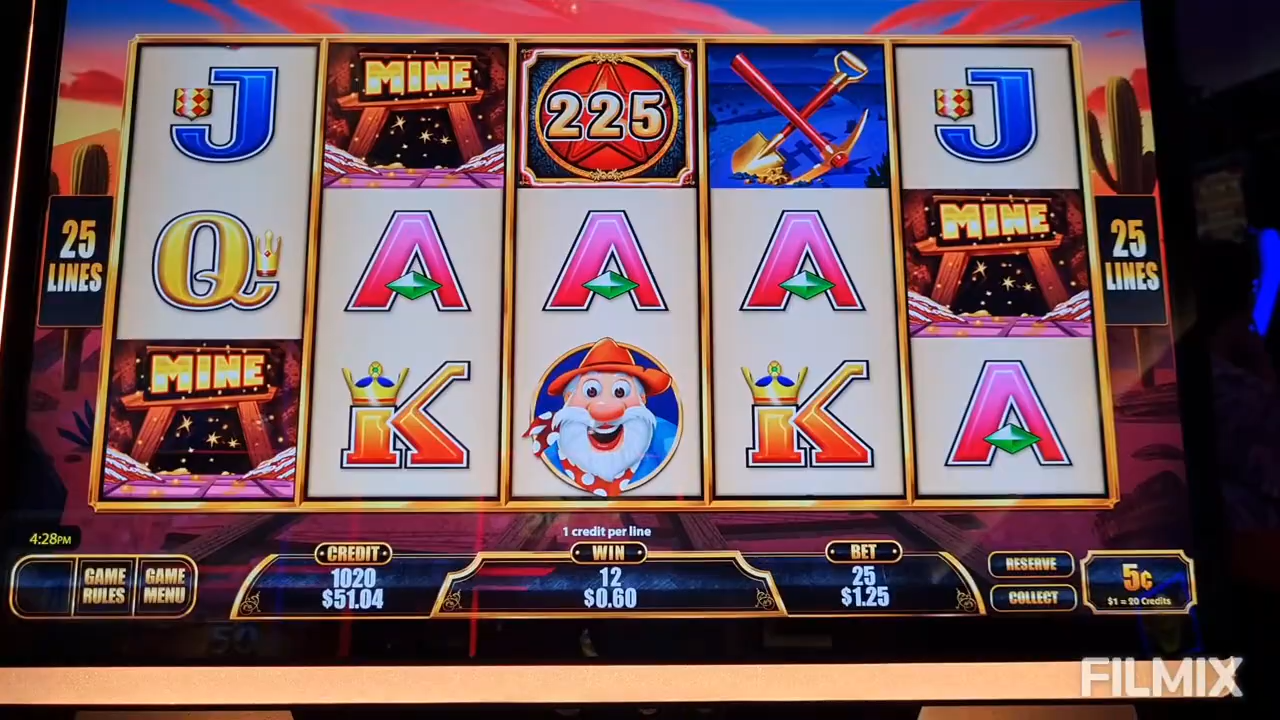 J
MINE
225
J
25
LINES
Q
A
A
A
MINE
25
LINES
MINE
K
K
A
4:28PM
1 credit per line
CREDIT
WIN
BET
1020
$51.04
12
$0.60
25
$1.25
GAME
RULES
GAME
MENU
RESERVE
COLLECT
5¢
$1 = 20 Credits
50
FILMIX